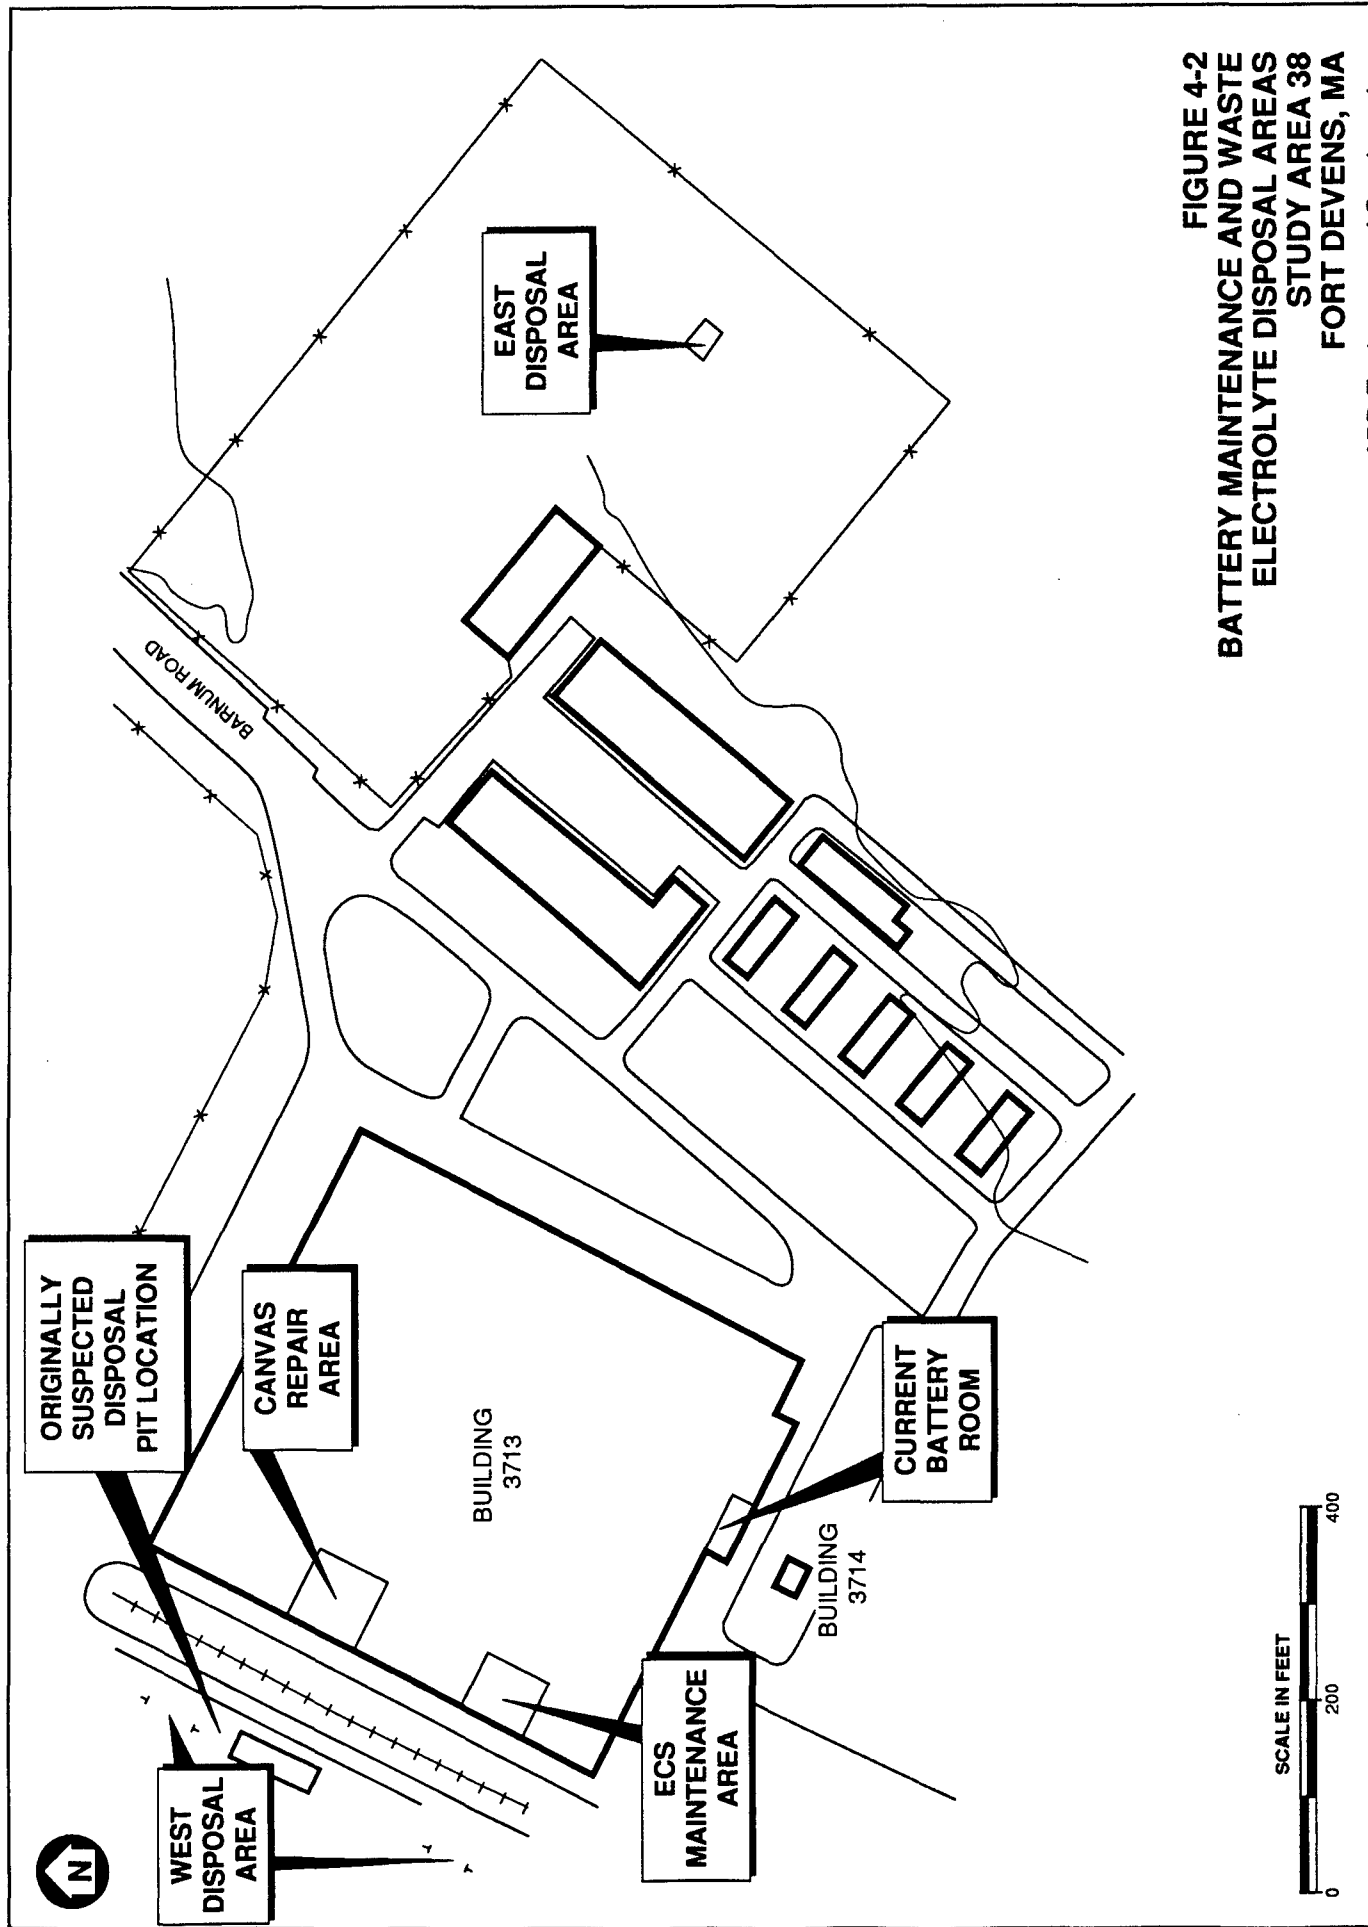 N
WEST
DISPOSAL
AREA
ORIGINALLY
SUSPECTED
DISPOSAL
PIT LOCATION
CANVAS
REPAIR
AREA
BARNUM ROAD
EAST
DISPOSAL
AREA
BUILDING
3713
ECS
MAINTENANCE
AREA
BUILDING
3714
CURRENT
BATTERY
ROOM
SCALE IN FEET
0
200
400
FIGURE 4-2
BATTERY MAINTENANCE AND WASTE
ELECTROLYTE DISPOSAL AREAS
STUDY AREA 38
FORT DEVENS, MA